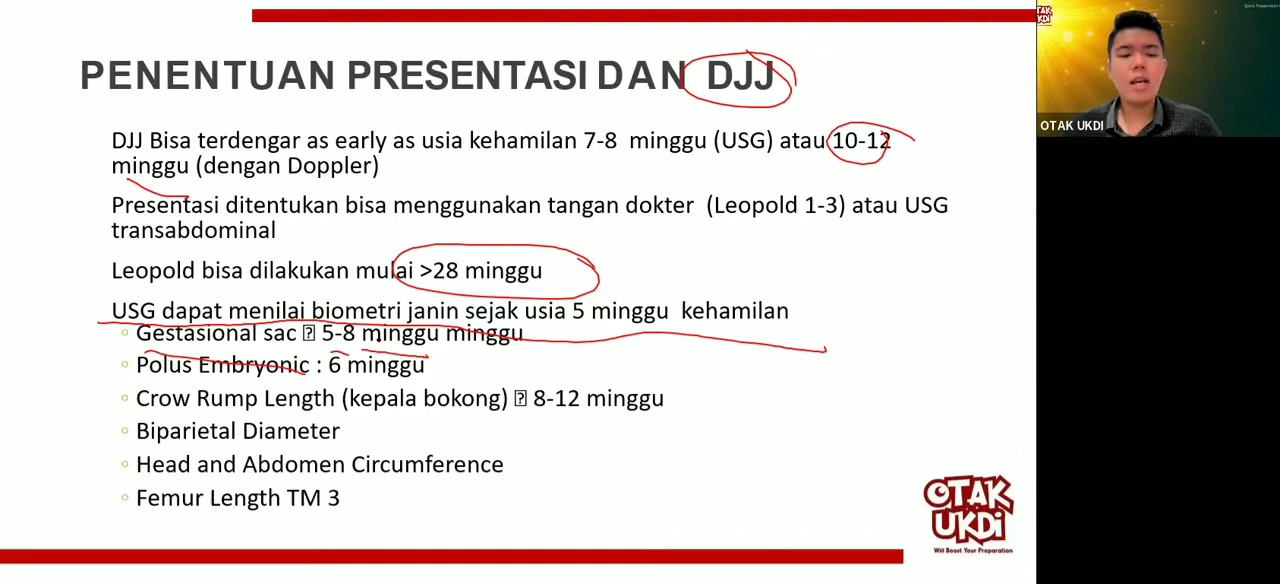 PENENTUAN PRESENTASI DAN DJJ
DJJ Bisa terdengar as early as usia kehamilan 7-8 minggu (USG) atau 10-12
minggu (dengan Doppler)
Presentasi ditentukan bisa menggunakan tangan dokter (Leopold 1-3) atau USG
transabdominal
Leopold bisa dilakukan mulai >28 minggu
USG dapat menilai biometri janin sejak usia 5 minggu kehamilan
Gestasional sac 5-8 minggu minggu
Polus Embryonic : 6 minggu
Crow Rump Length (kepala bokong) 8-12 minggu
Biparietal Diameter
Head and Abdomen Circumference
Femur Length TM 3
OTAK
UKDi
Will Boost Your Preparation
OTAK UKDI